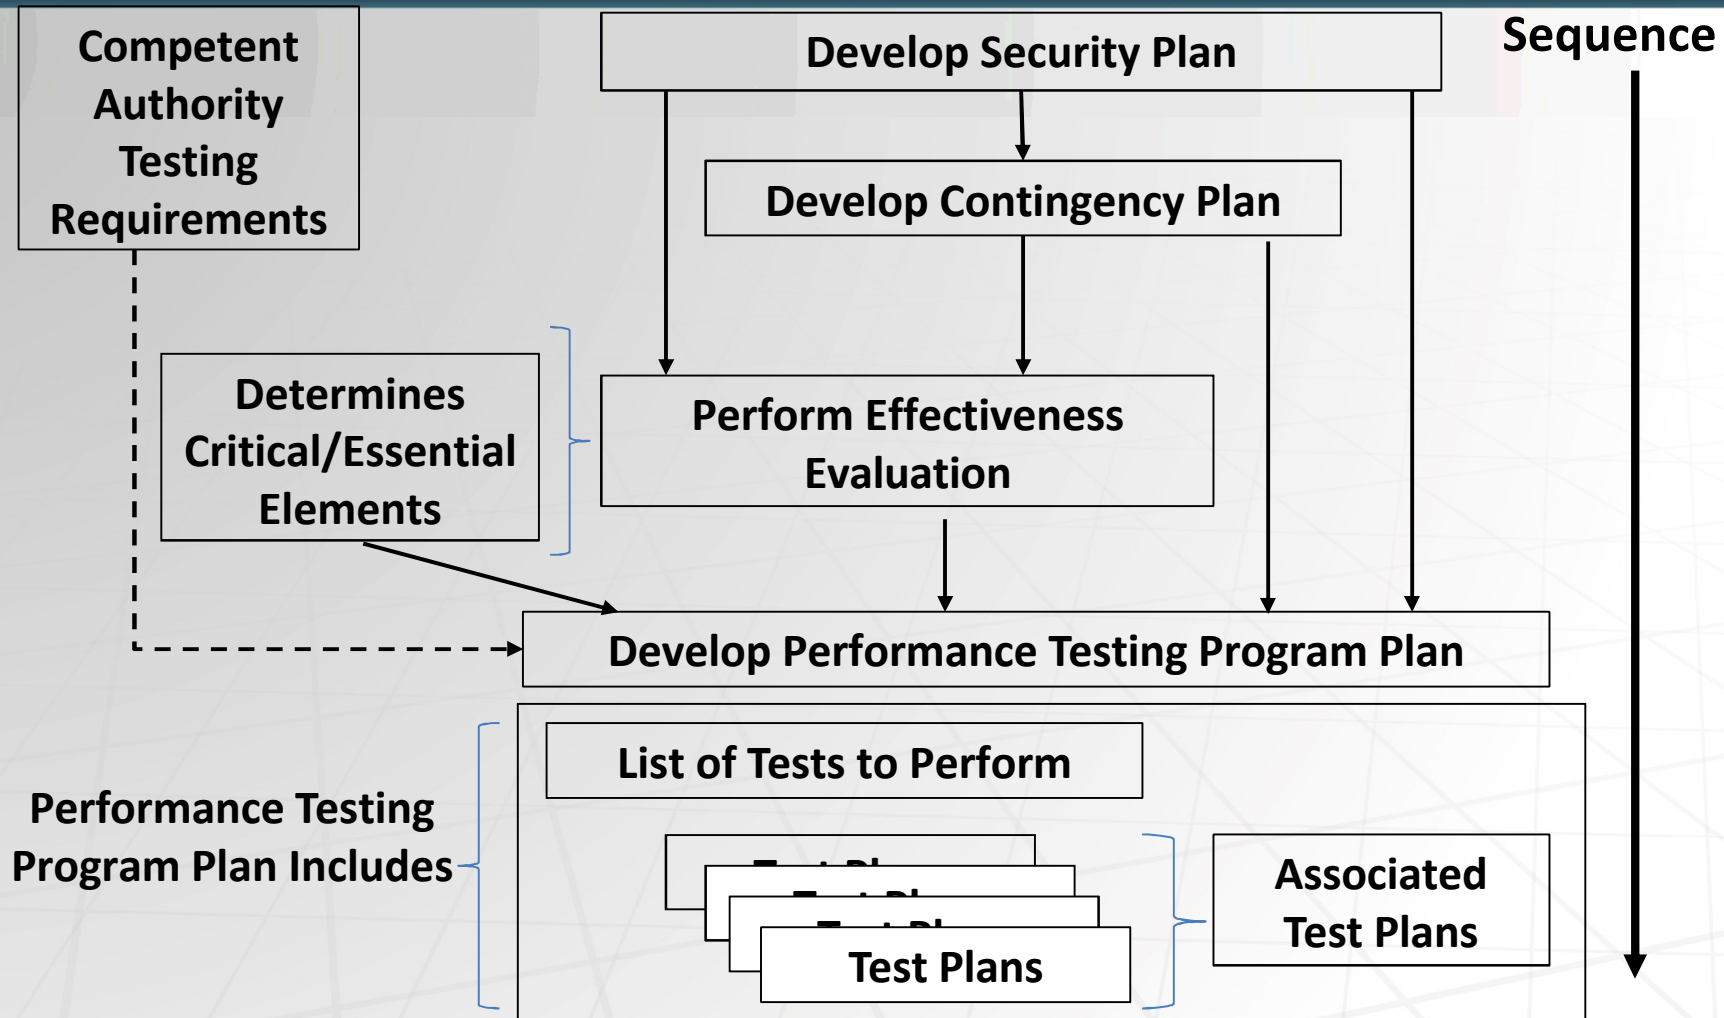 Competent
Authority
Testing
Requirements
Develop Security Plan
Sequence
Develop Contingency Plan
Determines
Critical/Essential
Elements
Perform Effectiveness
Evaluation
Develop Performance Testing Program Plan
Performance Testing
Program Plan Includes
List of Tests to Perform
Test Plans
Associated
Test Plans